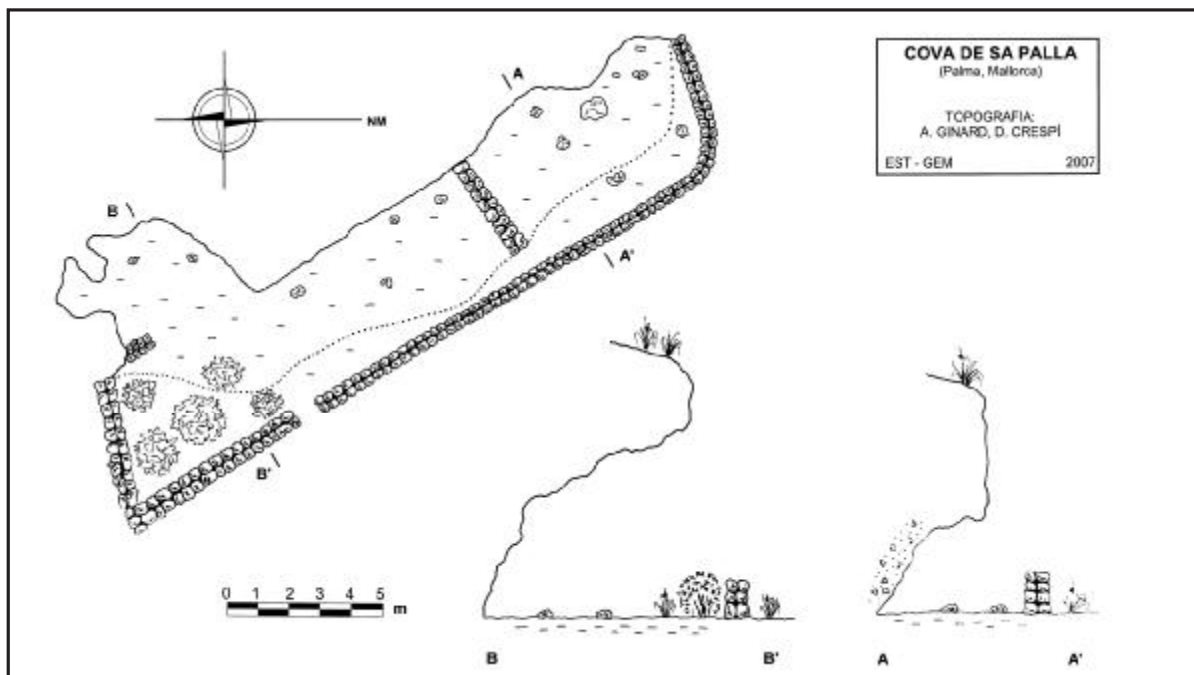 COVA DE SA PALLA
(Palma, Mallorca)
TOPOGRAFIA:
A. GINARD, D. CRESPÍ
EST - GEM 2007
NM
A
A'
B
B'
0 1 2 3 4 5 m
B B'
A A'